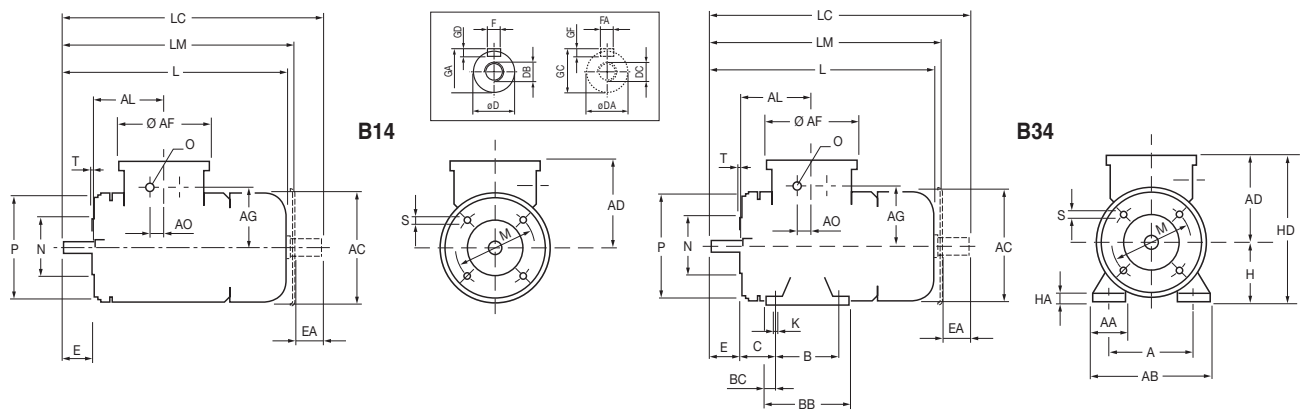 LC
LM
L
AL
Ø AF
O
T
AG
AO
P
N
AC
EA
E
F
GD
GA
DB
øD
FA
GF
GC
DC
øDA
B14
S
M
AD
LC
LM
L
AL
Ø AF
O
T
AG
AO
P
N
AC
K
EA
E
C
B
BC
BB
B34
S
M
AD
HD
H
HA
AA
A
AB